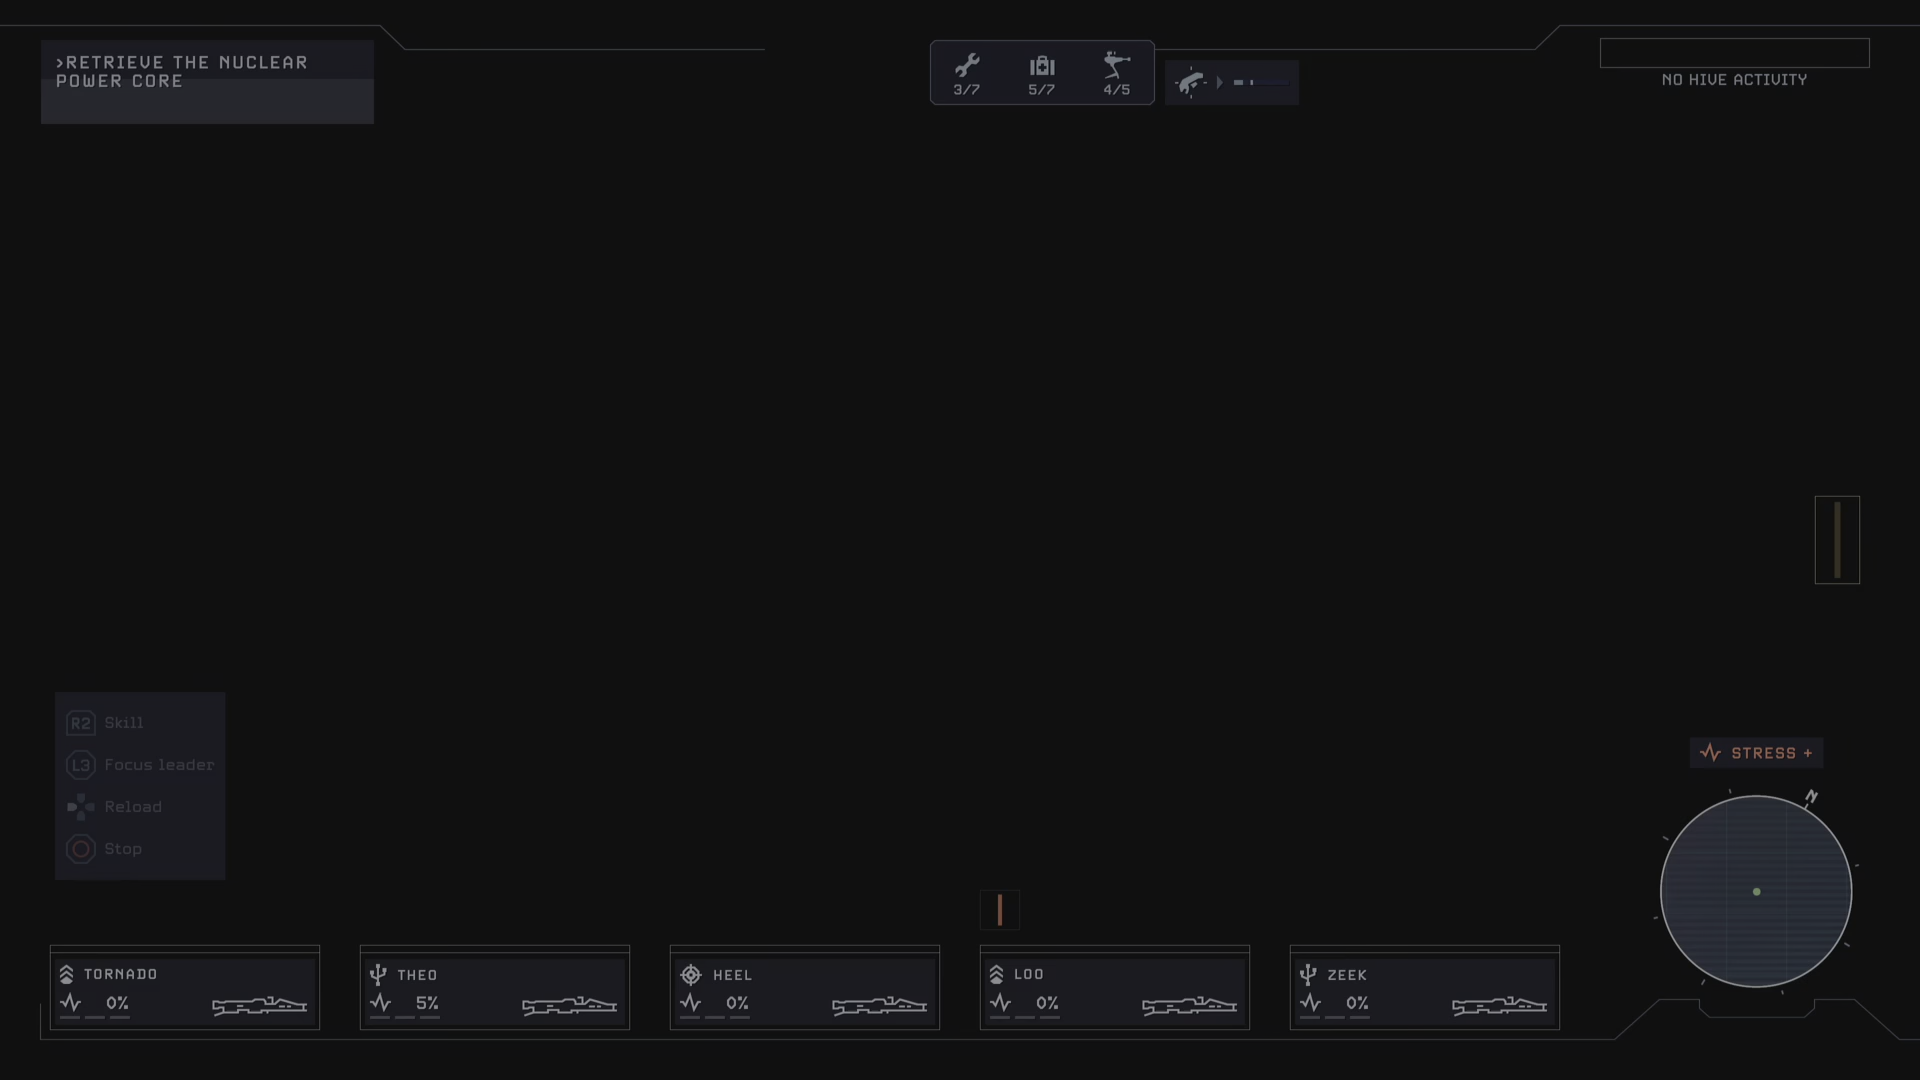 >RETRIEVE THE NUCLEAR
POWER CORE
3/7
5/7
4/5
NO HIVE ACTIVITY
R2 Skill
L3 Focus leader
Reload
Stop
STRESS +
N
TORNADO
0%
THEO
5%
HEEL
0%
LOO
0%
ZEEK
0%